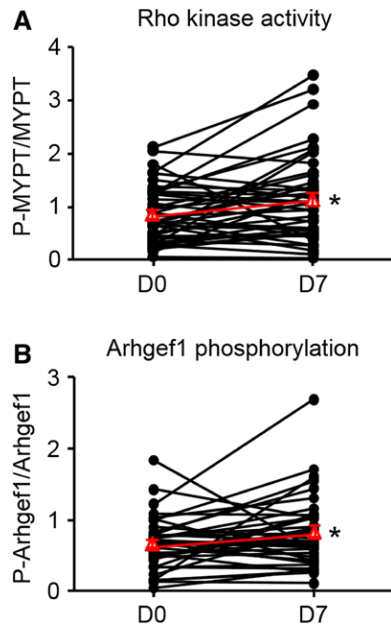 A Rho kinase activity
P-MYPT/MYPT
4
3
2
1
0
*
D0 D7
B Arhgef1 phosphorylation
P-Arhgef1/Arhgef1
3
2
1
0
*
D0 D7